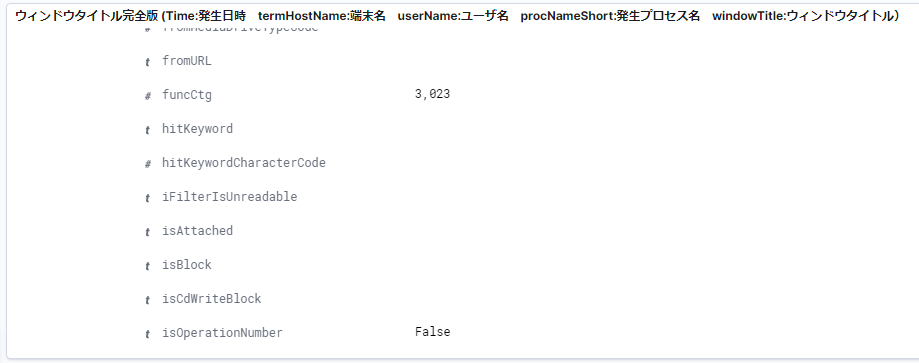 ウィンドウタイトル完全版 (Time:発生日時 termHostName:端末名 userName:ユーザ名 procNameShort:発生プロセス名 windowTitle:ウィンドウタイトル)
# fromMediaDriveTypeCode
t fromURL
# funcCtg 3,023
t hitKeyword
# hitKeywordCharacterCode
t iFilterIsUnreadable
t isAttached
t isBlock
t isCdWriteBlock
t isOperationNumber False